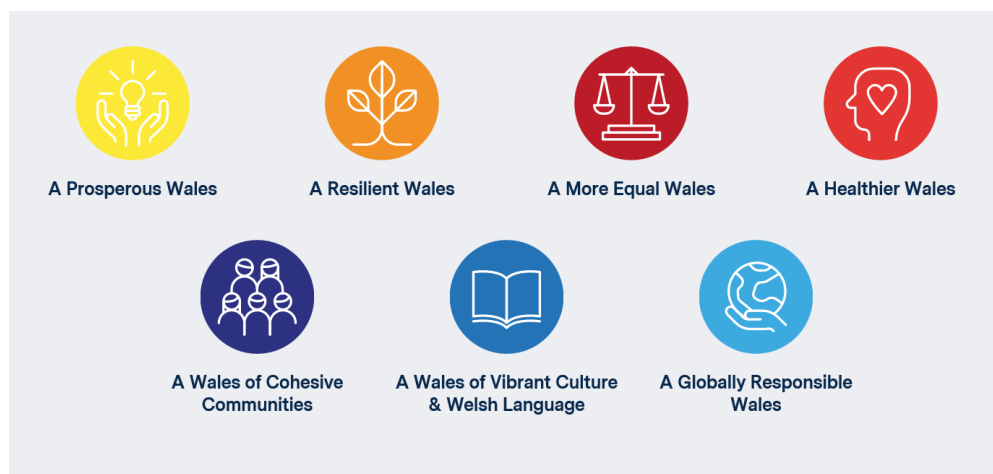 A Prosperous Wales
A Resilient Wales
A More Equal Wales
A Healthier Wales
A Wales of Cohesive
Communities
A Wales of Vibrant Culture
& Welsh Language
A Globally Responsible
Wales